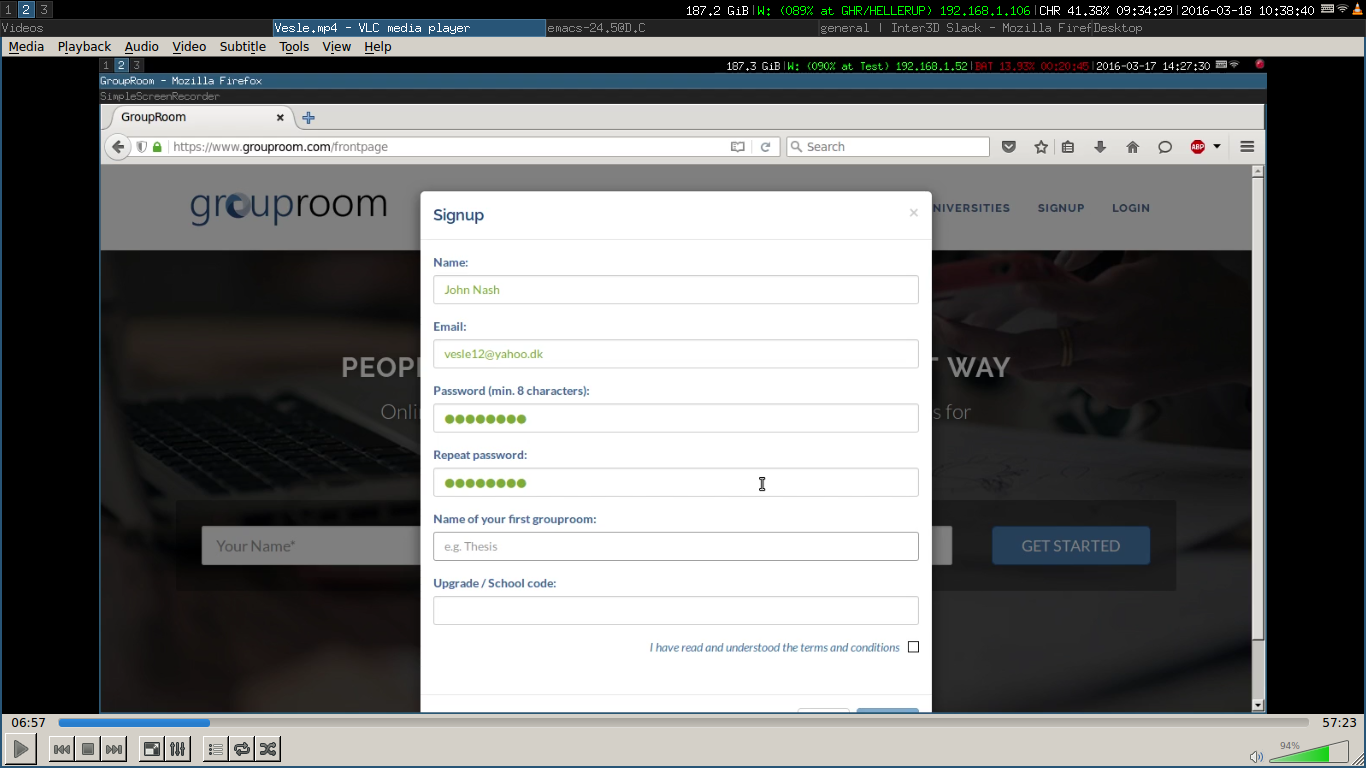 1 2 3 187.2 GiB|W: (089% at GHR/HELLERUP) 192.168.1.106|CHR 41.38% 09:34:29|2016-03-18 10:38:40
Videos Vesle.mp4 - VLC media player emacs-24.5@D.C general | Inter3D Slack - Mozilla Firef Desktop
Media Playback Audio Video Subtitle Tools View Help
1 2 3 187.3 GiB|W: (090% at Test) 192.168.1.52|BAT 13.93% 00:20:45|2016-03-17 14:27:30
GroupRoom - Mozilla Firefox
SimpleScreenRecorder
GroupRoom
https://www.grouproom.com/frontpage Search ABP
grouproom NIVERSITIES SIGNUP LOGIN
Signup ×
Name:
John Nash
Email:
vesle12@yahoo.dk
PEOP T WAY
Password (min. 8 characters):
Onli s for
Repeat password:
Name of your first grouproom:
Your Name* e.g. Thesis GET STARTED
Upgrade / School code:
I have read and understood the terms and conditions
06:57 57:23
94%